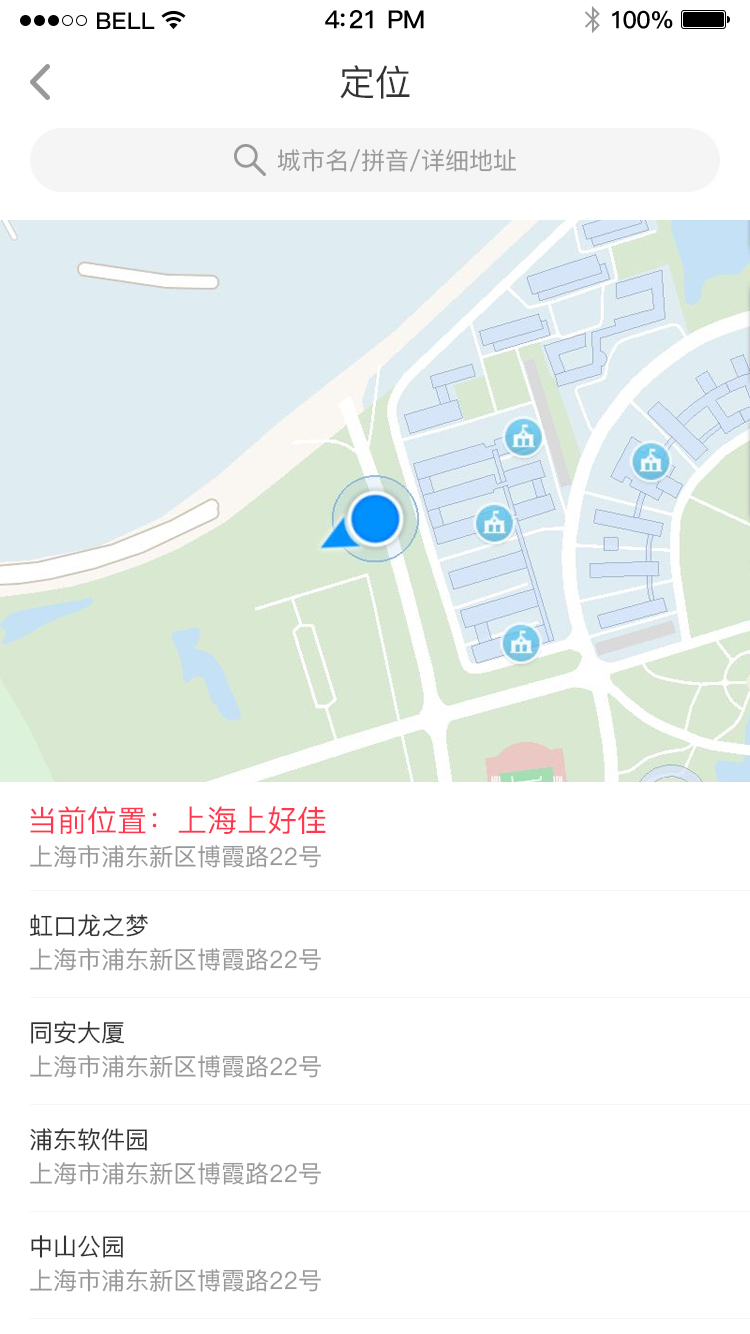 BELL 4:21 PM 100%
定位
城市名/拼音/详细地址
当前位置：上海上好佳
上海市浦东新区博霞路22号
虹口龙之梦
上海市浦东新区博霞路22号
同安大厦
上海市浦东新区博霞路22号
浦东软件园
上海市浦东新区博霞路22号
中山公园
上海市浦东新区博霞路22号